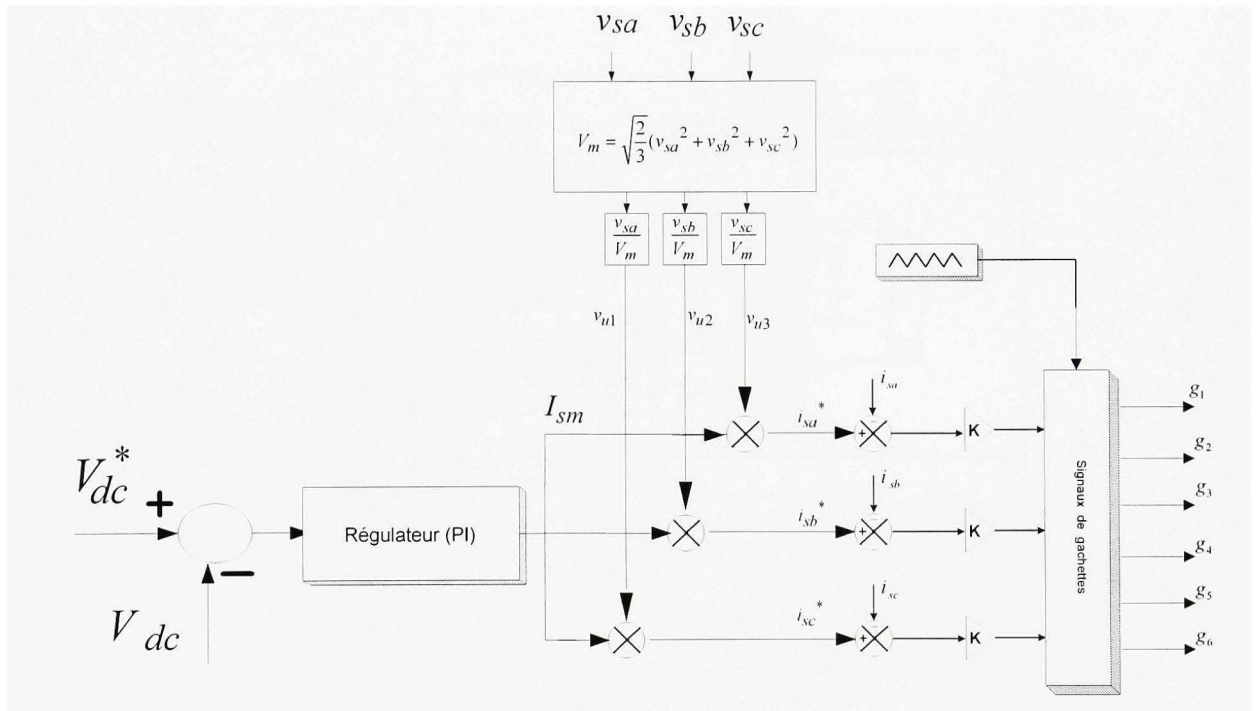 v_sa v_sb v_sc
V_m = √(2/3) (v_sa² + v_sb² + v_sc²)
v_sa/V_m v_sb/V_m v_sc/V_m
v_u1 v_u2 v_u3
I_sm
i_sa* + i_sa K
V_dc* +
Régulateur (PI)
i_sb* + i_sb K
−
V_dc
i_sc* + i_sc K
Signaux de gachettes
g₁
g₂
g₃
g₄
g₅
g₆